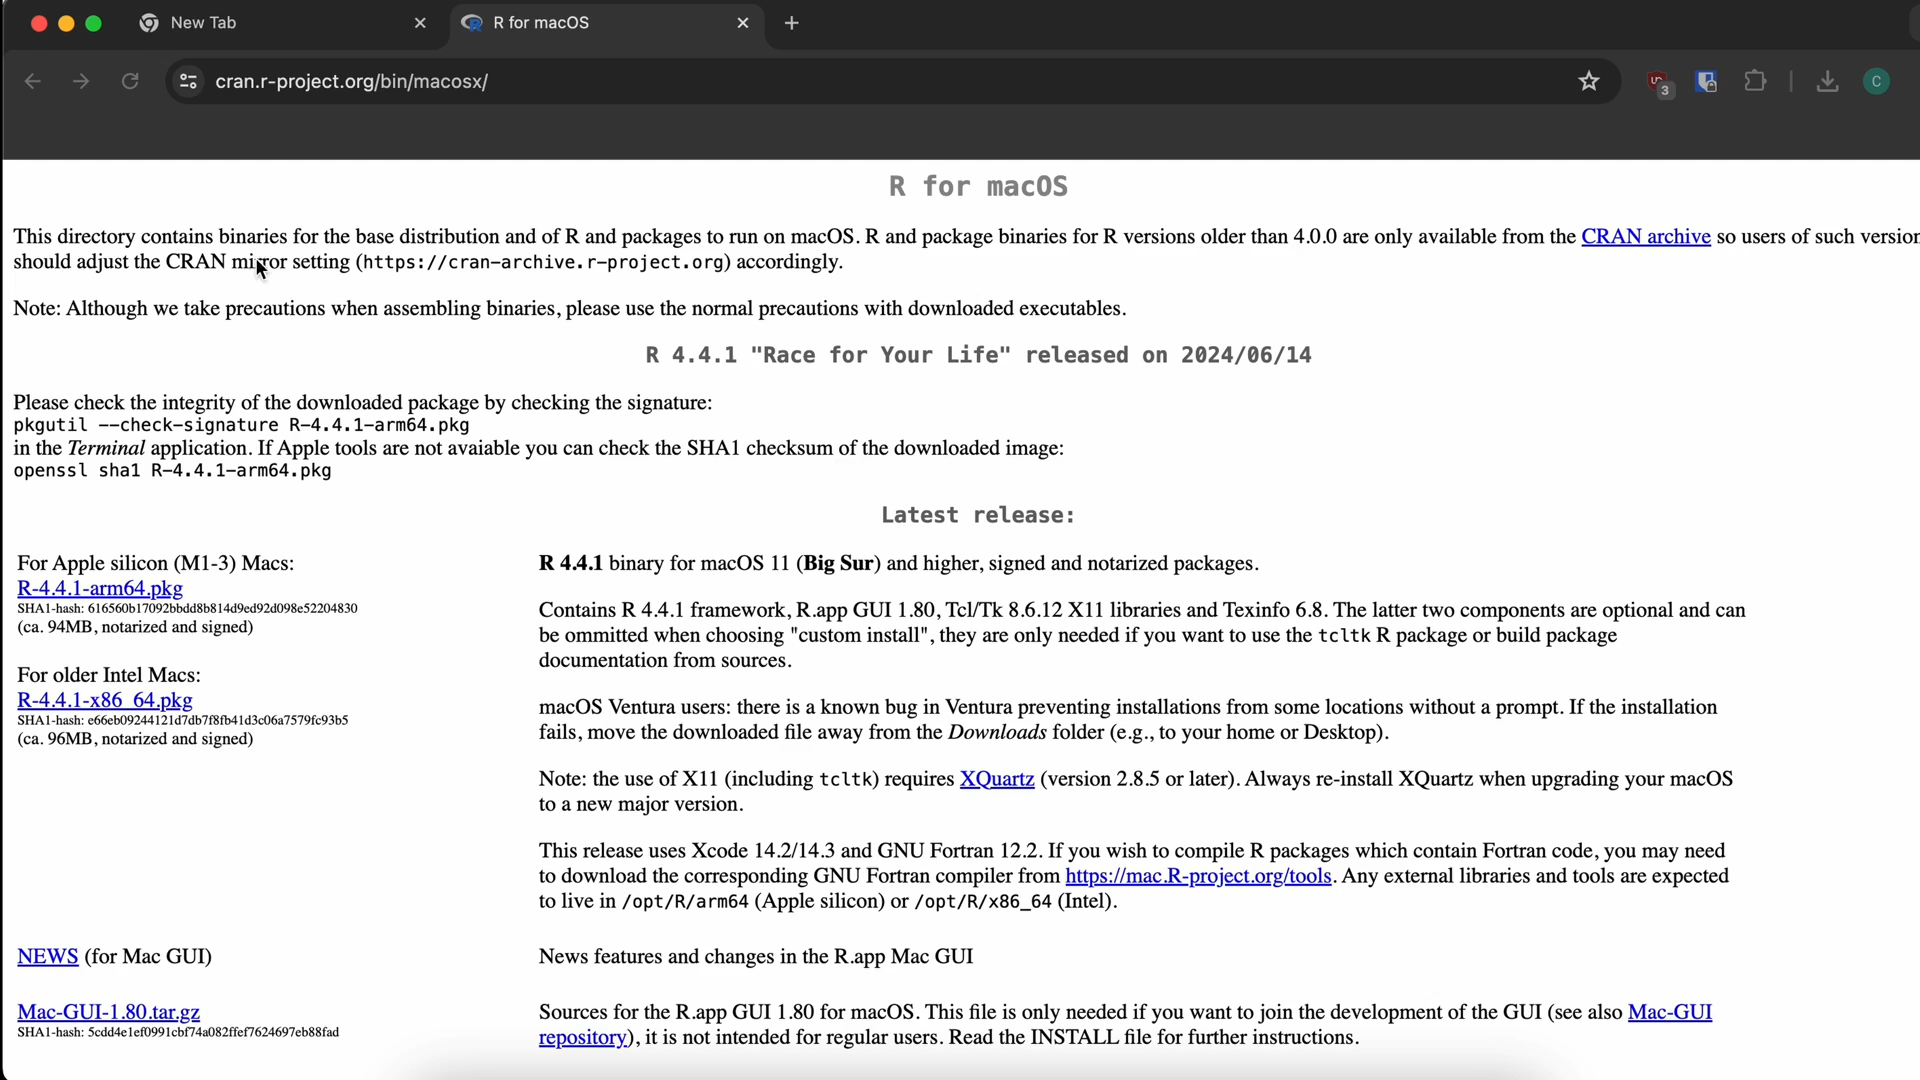 New Tab
R for macOS
cran.r-project.org/bin/macosx/
3
C
R for macOS
This directory contains binaries for the base distribution and of R and packages to run on macOS. R and package binaries for R versions older than 4.0.0 are only available from the CRAN archive so users of such version
should adjust the CRAN mirror setting (https://cran-archive.r-project.org) accordingly.
Note: Although we take precautions when assembling binaries, please use the normal precautions with downloaded executables.
R 4.4.1 "Race for Your Life" released on 2024/06/14
Please check the integrity of the downloaded package by checking the signature:
pkgutil --check-signature R-4.4.1-arm64.pkg
in the Terminal application. If Apple tools are not avaiable you can check the SHA1 checksum of the downloaded image:
openssl sha1 R-4.4.1-arm64.pkg
Latest release:
For Apple silicon (M1-3) Macs:
R-4.4.1-arm64.pkg
SHA1-hash: 616560b17092bbdd8b814d9ed92d098e52204830
(ca. 94MB, notarized and signed)
For older Intel Macs:
R-4.4.1-x86_64.pkg
SHA1-hash: e66eb09244121d7db7f8fb41d3c06a7579fc93b5
(ca. 96MB, notarized and signed)
R 4.4.1 binary for macOS 11 (Big Sur) and higher, signed and notarized packages.
Contains R 4.4.1 framework, R.app GUI 1.80, Tcl/Tk 8.6.12 X11 libraries and Texinfo 6.8. The latter two components are optional and can
be ommitted when choosing "custom install", they are only needed if you want to use the tcltk R package or build package
documentation from sources.
macOS Ventura users: there is a known bug in Ventura preventing installations from some locations without a prompt. If the installation
fails, move the downloaded file away from the Downloads folder (e.g., to your home or Desktop).
Note: the use of X11 (including tcltk) requires XQuartz (version 2.8.5 or later). Always re-install XQuartz when upgrading your macOS
to a new major version.
This release uses Xcode 14.2/14.3 and GNU Fortran 12.2. If you wish to compile R packages which contain Fortran code, you may need
to download the corresponding GNU Fortran compiler from https://mac.R-project.org/tools. Any external libraries and tools are expected
to live in /opt/R/arm64 (Apple silicon) or /opt/R/x86_64 (Intel).
NEWS (for Mac GUI)
News features and changes in the R.app Mac GUI
Mac-GUI-1.80.tar.gz
SHA1-hash: 5cdd4e1ef0991cbf74a082ffef7624697eb88fad
Sources for the R.app GUI 1.80 for macOS. This file is only needed if you want to join the development of the GUI (see also Mac-GUI
repository), it is not intended for regular users. Read the INSTALL file for further instructions.